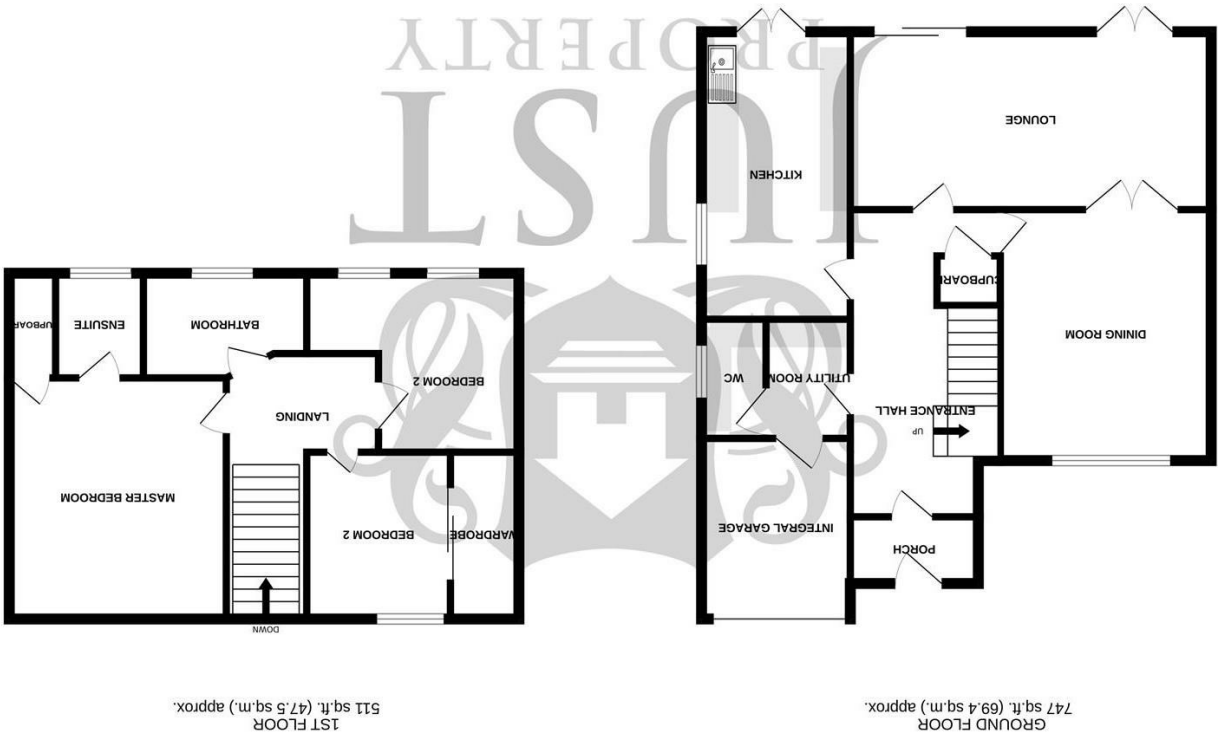 GROUND FLOOR
747 sq.ft. (69.4 sq.m.) approx.
1ST FLOOR
511 sq.ft. (47.5 sq.m.) approx.
PORCH
INTEGRAL GARAGE
UP
ENTRANCE HALL
UTILITY ROOM
WC
DINING ROOM
CUPBOARD
KITCHEN
LOUNGE
DOWN
WARDROBE
BEDROOM 2
MASTER BEDROOM
LANDING
BEDROOM 2
BATHROOM
ENSUITE
CUPBOARD
JUST
PROPERTY